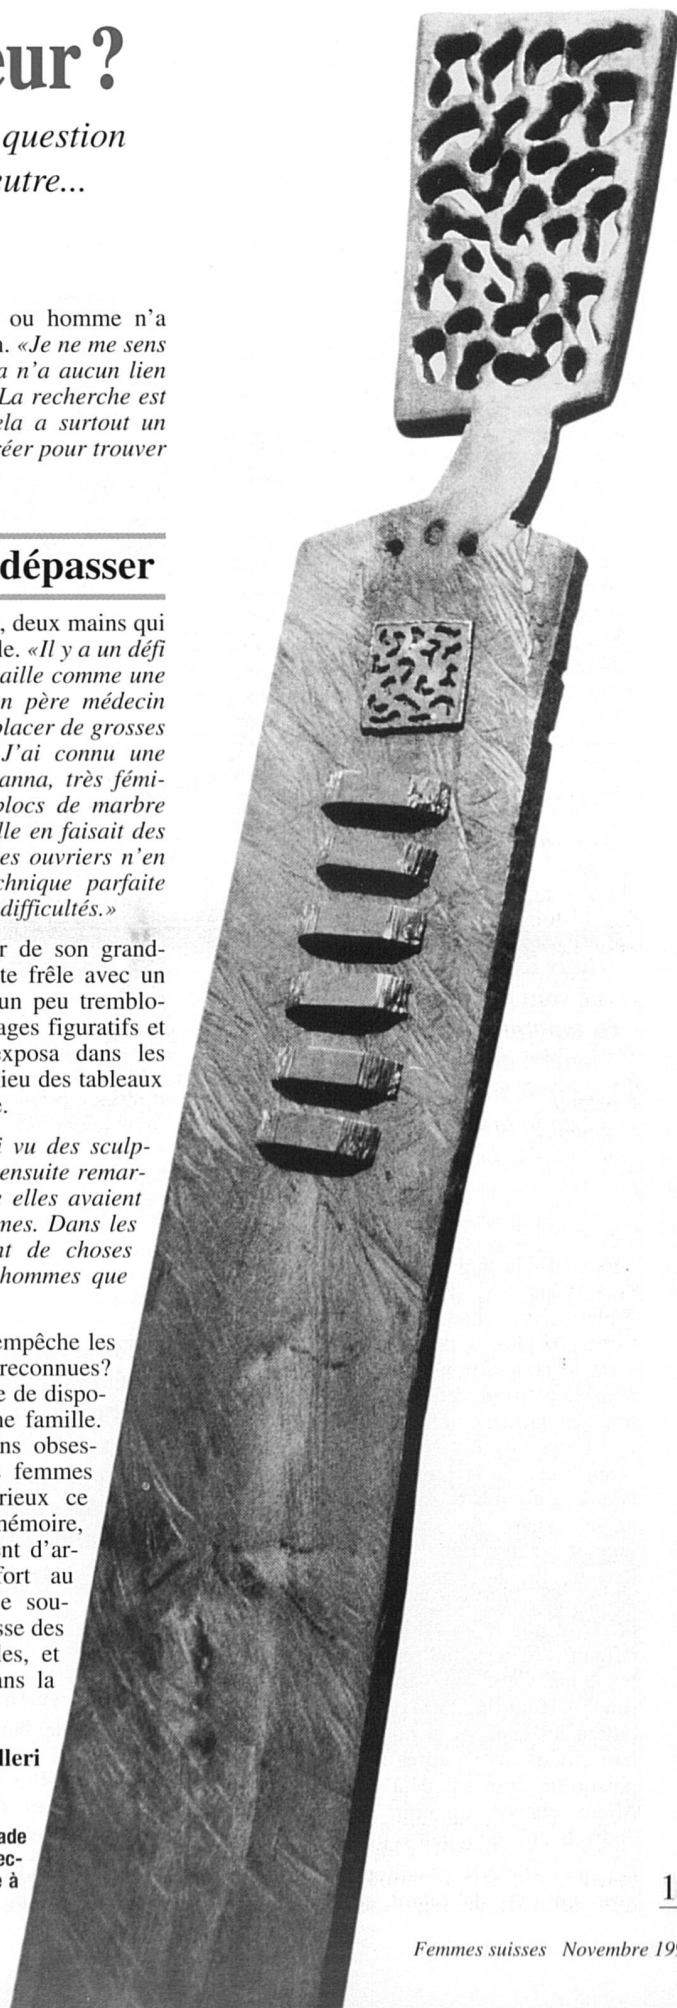 eur ?
question
eutre...
ou homme n'a
n. «Je ne me sens
a n'a aucun lien
La recherche est
ela a surtout un
réer pour trouver
dépasser
, deux mains qui
le. «Il y a un défi
aille comme une
n père médecin
placer de grosses
J'ai connu une
anna, très fémi-
blocs de marbre
lle en faisait des
es ouvriers n'en
chnique parfaite
difficultés.»
r de son grand-
te frêle avec un
un peu tremblo-
ages figuratifs et
exposa dans les
ieu des tableaux
e.
i vu des sculp-
ensuite remar-
e elles avaient
mes. Dans les
nt de choses
hommes que
empêche les
reconnues?
e de dispo-
ne famille.
ns obses-
s femmes
rieux ce
mémoire,
ent d'ar-
fort au
e sou-
sse des
les, et
ans la
lleri
ade
ec-
e à
1
Femmes suisses Novembre 199